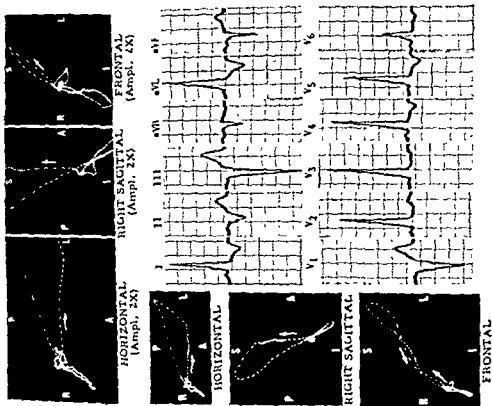 P
R L
A
HORIZONTAL
(Ampl, 2X)
S
P A
I
RIGHT SAGITTAL
(Ampl, 2X)
S
R L
I
FRONTAL
(Ampl, 2X)
P
R L
A
HORIZONTAL
S
P A
I
RIGHT SAGITTAL
S
R L
I
FRONTAL
I II III aVR aVL aVF
V1 V2 V3 V4 V5 V6